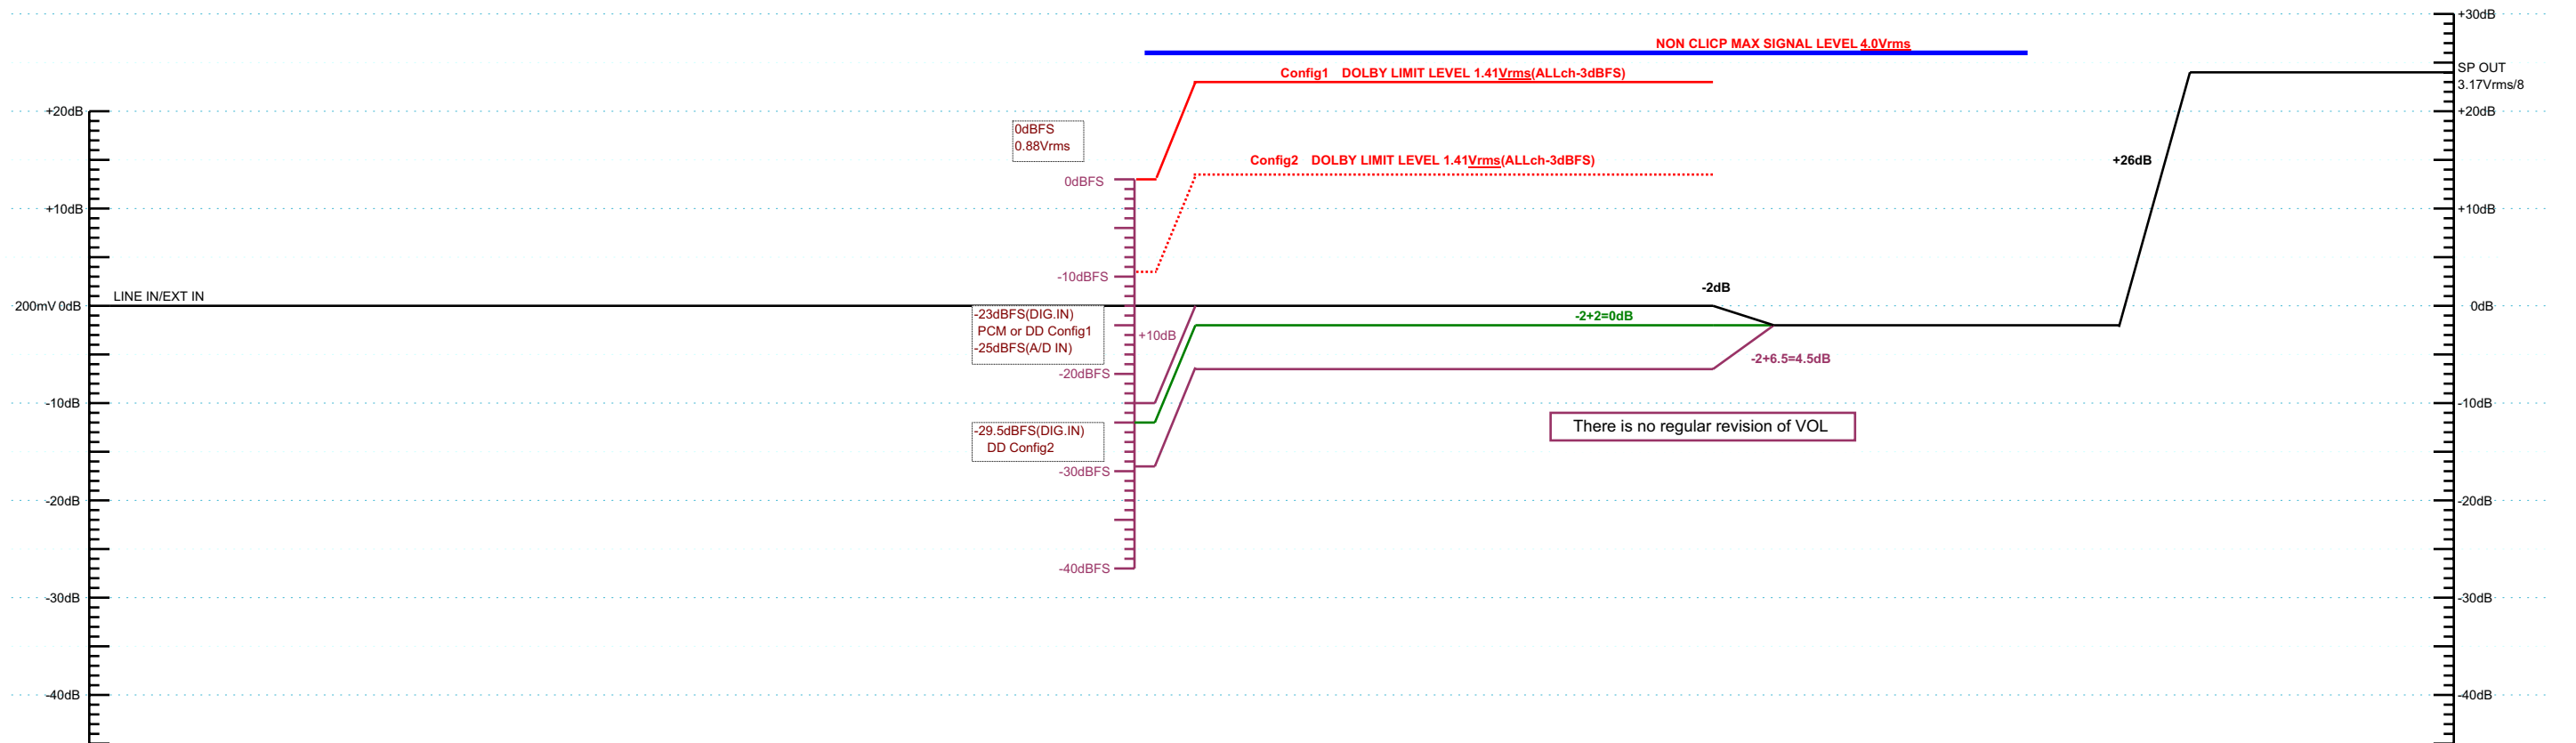 +30dB
NON CLICP MAX SIGNAL LEVEL 4.0Vrms
SP OUT
3.17Vrms/8
Config1 DOLBY LIMIT LEVEL 1.41Vrms(ALLch-3dBFS)
+20dB
+20dB
0dBFS
0.88Vrms
Config2 DOLBY LIMIT LEVEL 1.41Vrms(ALLch-3dBFS)
+26dB
0dBFS
+10dB
+10dB
-10dBFS
LINE IN/EXT IN
-2dB
200mV 0dB
0dB
-23dBFS(DIG.IN)
PCM or DD Config1
-25dBFS(A/D IN)
+10dB
-2+2=0dB
-2+6.5=4.5dB
-20dBFS
-10dB
-10dB
-29.5dBFS(DIG.IN)
DD Config2
There is no regular revision of VOL
-30dBFS
-20dB
-20dB
-40dBFS
-30dB
-30dB
-40dB
-40dB